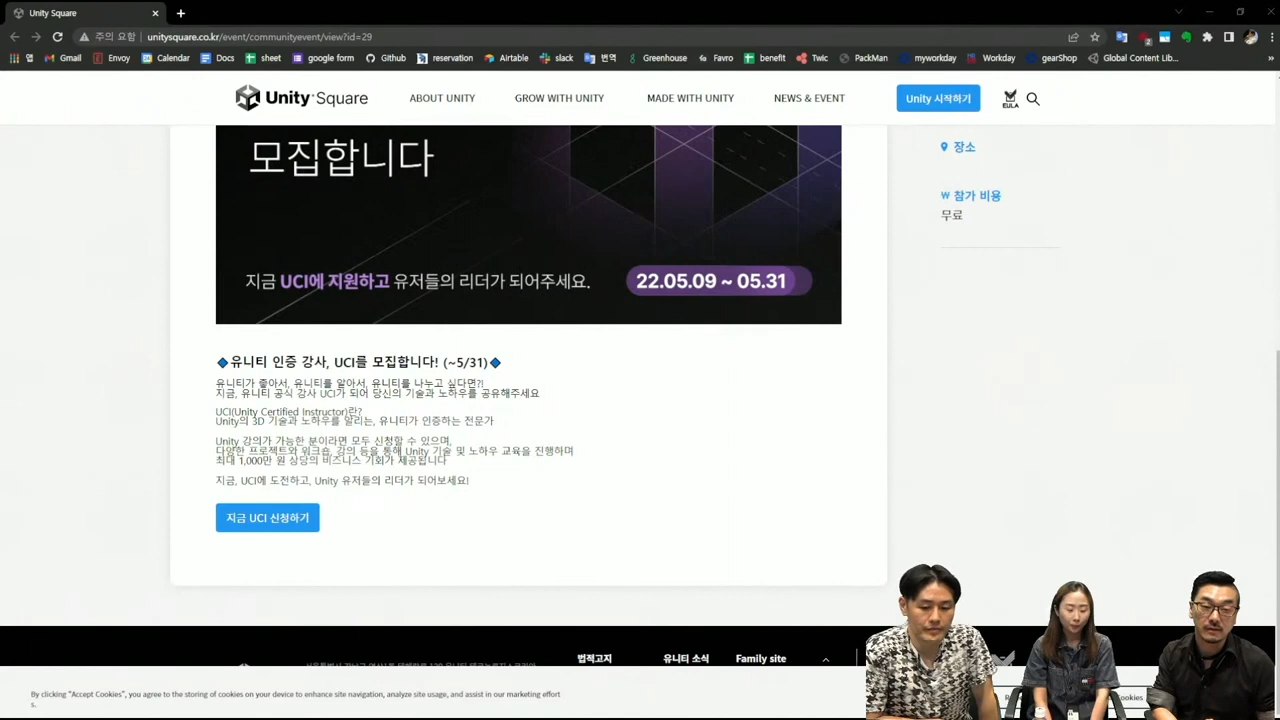 Unity Square
주의 요함
unitysquare.co.kr/event/communityevent/view?id=29
앱
Gmail
Envoy
Calendar
Docs
sheet
google form
Github
reservation
Airtable
slack
번역
Greenhouse
Favro
benefit
Twic
PackMan
myworkday
Workday
gearShop
Global Content Lib...
»
Unity Square
ABOUT UNITY
GROW WITH UNITY
MADE WITH UNITY
NEWS & EVENT
Unity 시작하기
EULA
모집합니다
지금 UCI에 지원하고 유저들의 리더가 되어주세요.
22.05.09 ~ 05.31
장소
₩ 참가 비용
무료
🔷유니티 인증 강사, UCI를 모집합니다! (~5/31)🔷
유니티가 좋아서, 유니티를 알아서, 유니티를 나누고 싶다면?!
지금, 유니티 공식 강사 UCI가 되어 당신의 기술과 노하우를 공유해주세요
UCI(Unity Certified Instructor)란?
Unity의 3D 기술과 노하우를 알리는, 유니티가 인증하는 전문가
Unity 강의가 가능한 분이라면 모두 신청할 수 있으며,
다양한 프로젝트와 워크숍, 강의 등을 통해 Unity 기술 및 노하우 교육을 진행하며
최대 1,000만 원 상당의 비즈니스 기회가 제공됩니다
지금, UCI에 도전하고, Unity 유저들의 리더가 되어보세요!
지금 UCI 신청하기
법적고지
유니티 소식
Family site
By clicking "Accept Cookies", you agree to the storing of cookies on your device to enhance site navigation, analyze site usage, and assist in our marketing effort
s.
ookies